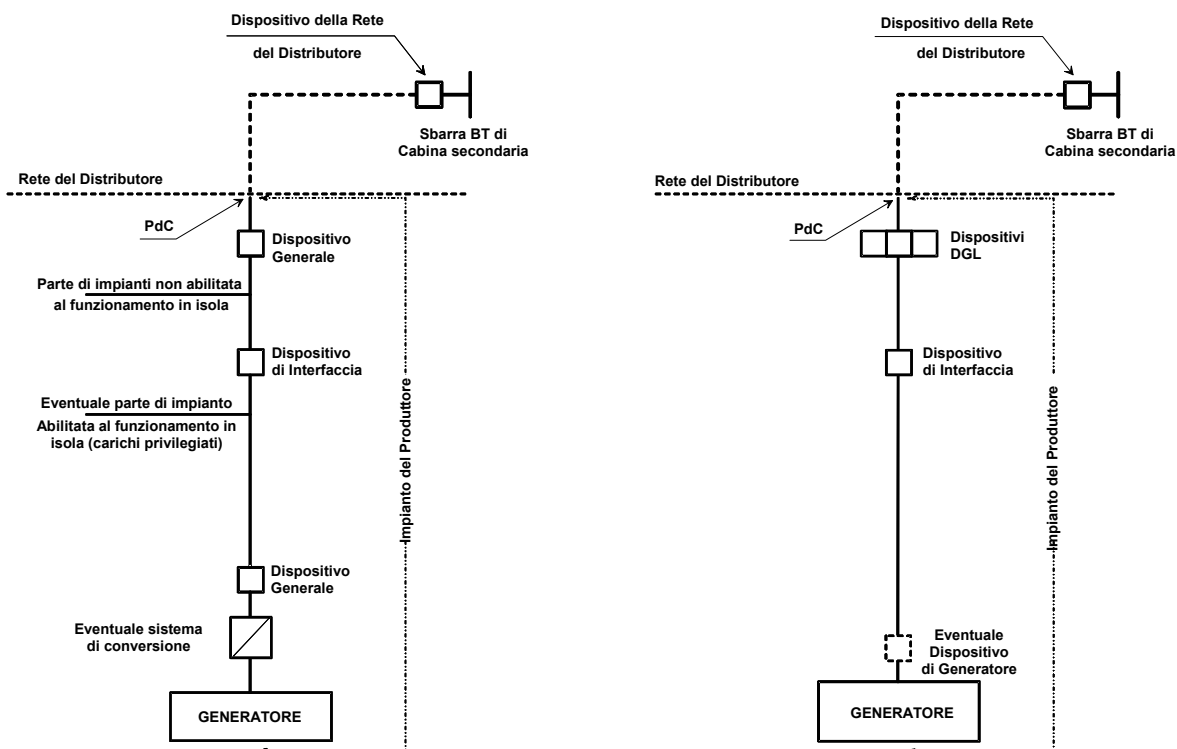 Dispositivo della Rete
del Distributore
Sbarra BT di
Cabina secondaria
Rete del Distributore
PdC
Dispositivo
Generale
Parte di impianti non abilitata
al funzionamento in isola
Dispositivo
di Interfaccia
Eventuale parte di impianto
Abilitata al funzionamento in
isola (carichi privilegiati)
Impianto del Produttore
Dispositivo
Generale
Eventuale sistema
di conversione
GENERATORE
Dispositivo della Rete
del Distributore
Sbarra BT di
Cabina secondaria
Rete del Distributore
PdC
Dispositivi
DGL
Dispositivo
di Interfaccia
Impianto del Produttore
Eventuale
Dispositivo
di Generatore
GENERATORE